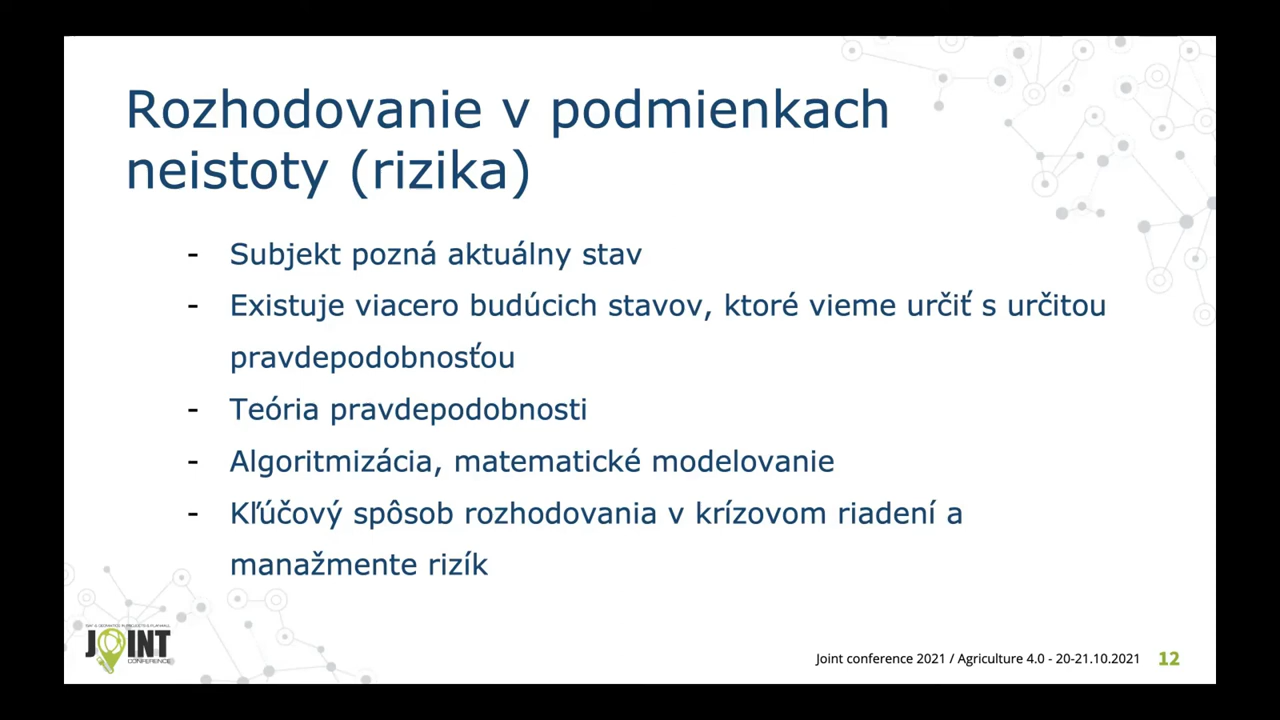 Rozhodovanie v podmienkach
neistoty (rizika)
- Subjekt pozná aktuálny stav
- Existuje viacero budúcich stavov, ktoré vieme určiť s určitou
pravdepodobnosťou
- Teória pravdepodobnosti
- Algoritmizácia, matematické modelovanie
- Kľúčový spôsob rozhodovania v krízovom riadení a
manažmente rizík
JOINT
CONFERENCE
Joint conference 2021 / Agriculture 4.0 - 20-21.10.2021 12